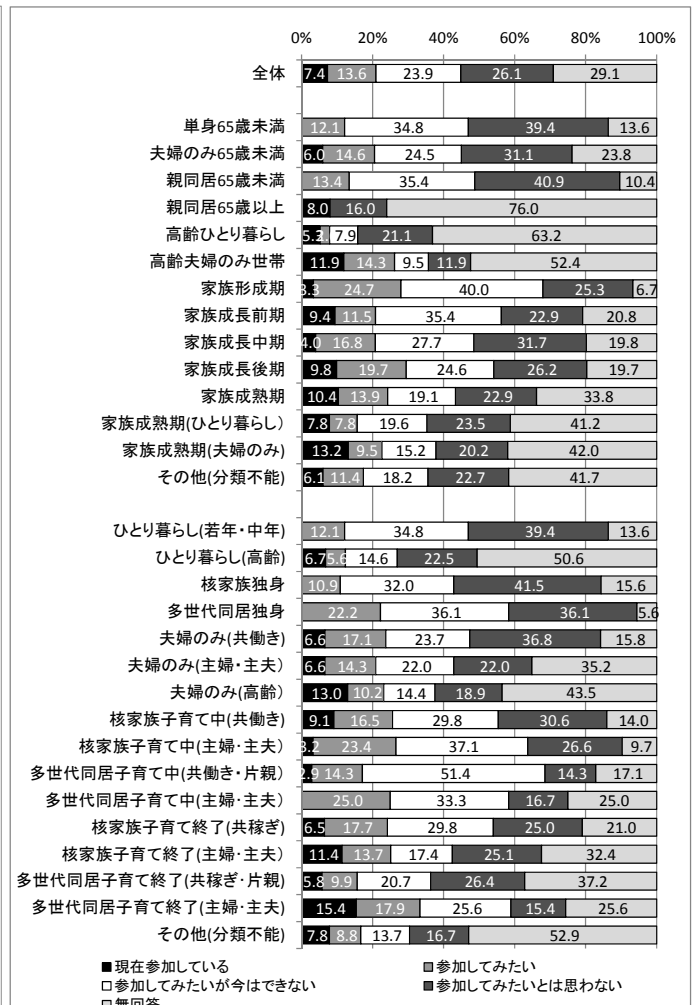 0% 20% 40% 60% 80% 100%
全体 7.4 13.6 23.9 26.1 29.1
単身65歳未満 12.1 34.8 39.4 13.6
夫婦のみ65歳未満 6.0 14.6 24.5 31.1 23.8
親同居65歳未満 13.4 35.4 40.9 10.4
親同居65歳以上 8.0 16.0 76.0
高齢ひとり暮らし 5.2 7.9 21.1 63.2
高齢夫婦のみ世帯 11.9 14.3 9.5 11.9 52.4
家族形成期 3.3 24.7 40.0 25.3 6.7
家族成長前期 9.4 11.5 35.4 22.9 20.8
家族成長中期 4.0 16.8 27.7 31.7 19.8
家族成長後期 9.8 19.7 24.6 26.2 19.7
家族成熟期 10.4 13.9 19.1 22.9 33.8
家族成熟期(ひとり暮らし) 7.8 7.8 19.6 23.5 41.2
家族成熟期(夫婦のみ) 13.2 9.5 15.2 20.2 42.0
その他(分類不能) 6.1 11.4 18.2 22.7 41.7
ひとり暮らし(若年・中年) 12.1 34.8 39.4 13.6
ひとり暮らし(高齢) 6.7 5.6 14.6 22.5 50.6
核家族独身 10.9 32.0 41.5 15.6
多世代同居独身 22.2 36.1 36.1 5.6
夫婦のみ(共働き) 6.6 17.1 23.7 36.8 15.8
夫婦のみ(主婦・主夫) 6.6 14.3 22.0 22.0 35.2
夫婦のみ(高齢) 13.0 10.2 14.4 18.9 43.5
核家族子育て中(共働き) 9.1 16.5 29.8 30.6 14.0
核家族子育て中(主婦・主夫) 3.2 23.4 37.1 26.6 9.7
多世代同居子育て中(共働き・片親) 2.9 14.3 51.4 14.3 17.1
多世代同居子育て中(主婦・主夫) 25.0 33.3 16.7 25.0
核家族子育て終了(共稼ぎ) 6.5 17.7 29.8 25.0 21.0
核家族子育て終了(主婦・主夫) 11.4 13.7 17.4 25.1 32.4
多世代同居子育て終了(共稼ぎ・片親) 5.8 9.9 20.7 26.4 37.2
多世代同居子育て終了(主婦・主夫) 15.4 17.9 25.6 15.4 25.6
その他(分類不能) 7.8 8.8 13.7 16.7 52.9
■現在参加している ■参加してみたい
□参加してみたいが今はできない ■参加してみたいとは思わない
□無回答